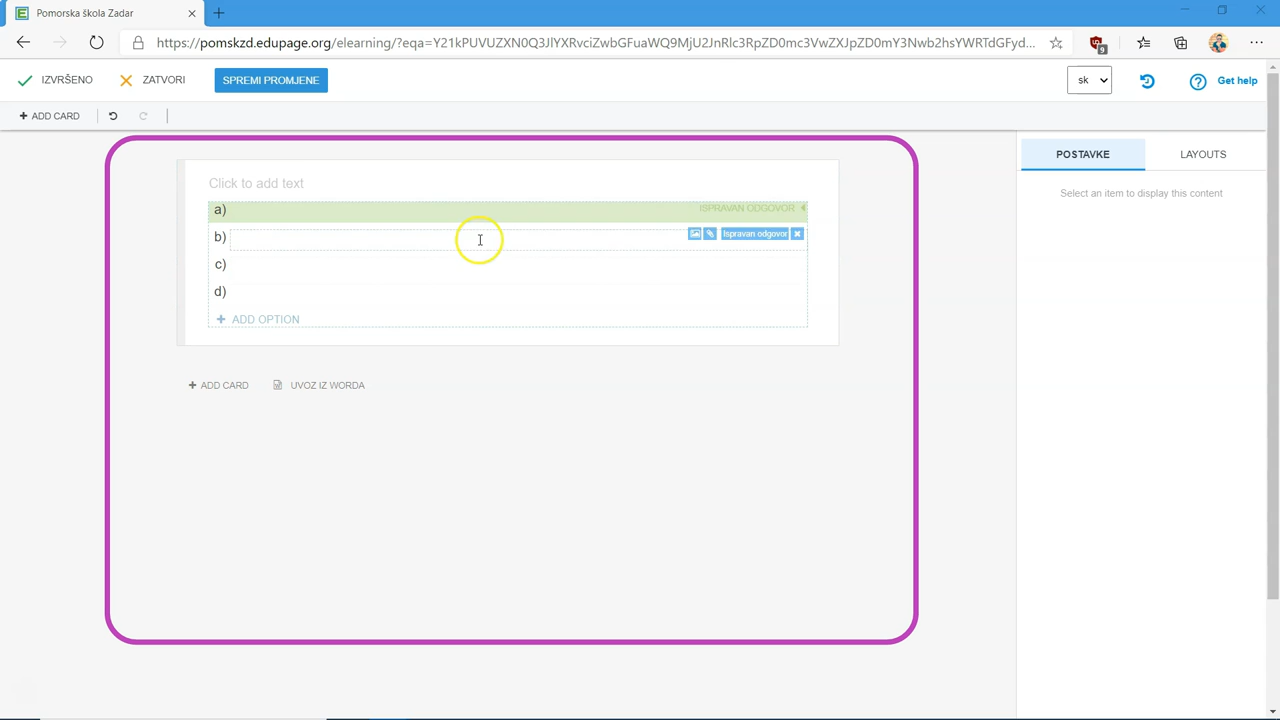 Pomorska škola Zadar
https://pomskzd.edupage.org/elearning/?eqa=Y21kPUVUZXN0Q3JlYXRvciZwbGFuaWQ9MjU2JnRlc3RpZD0mc3VwZXJpZD0mY3Nwb2hsYWRTdGFyd...
9
IZVRŠENO ZATVORI SPREMI PROMJENE sk Get help
ADD CARD
POSTAVKE LAYOUTS
Select an item to display this content
Click to add text
a) ISPRAVAN ODGOVOR
b) Ispravan odgovor
c)
d)
ADD OPTION
ADD CARD UVOZ IZ WORDA